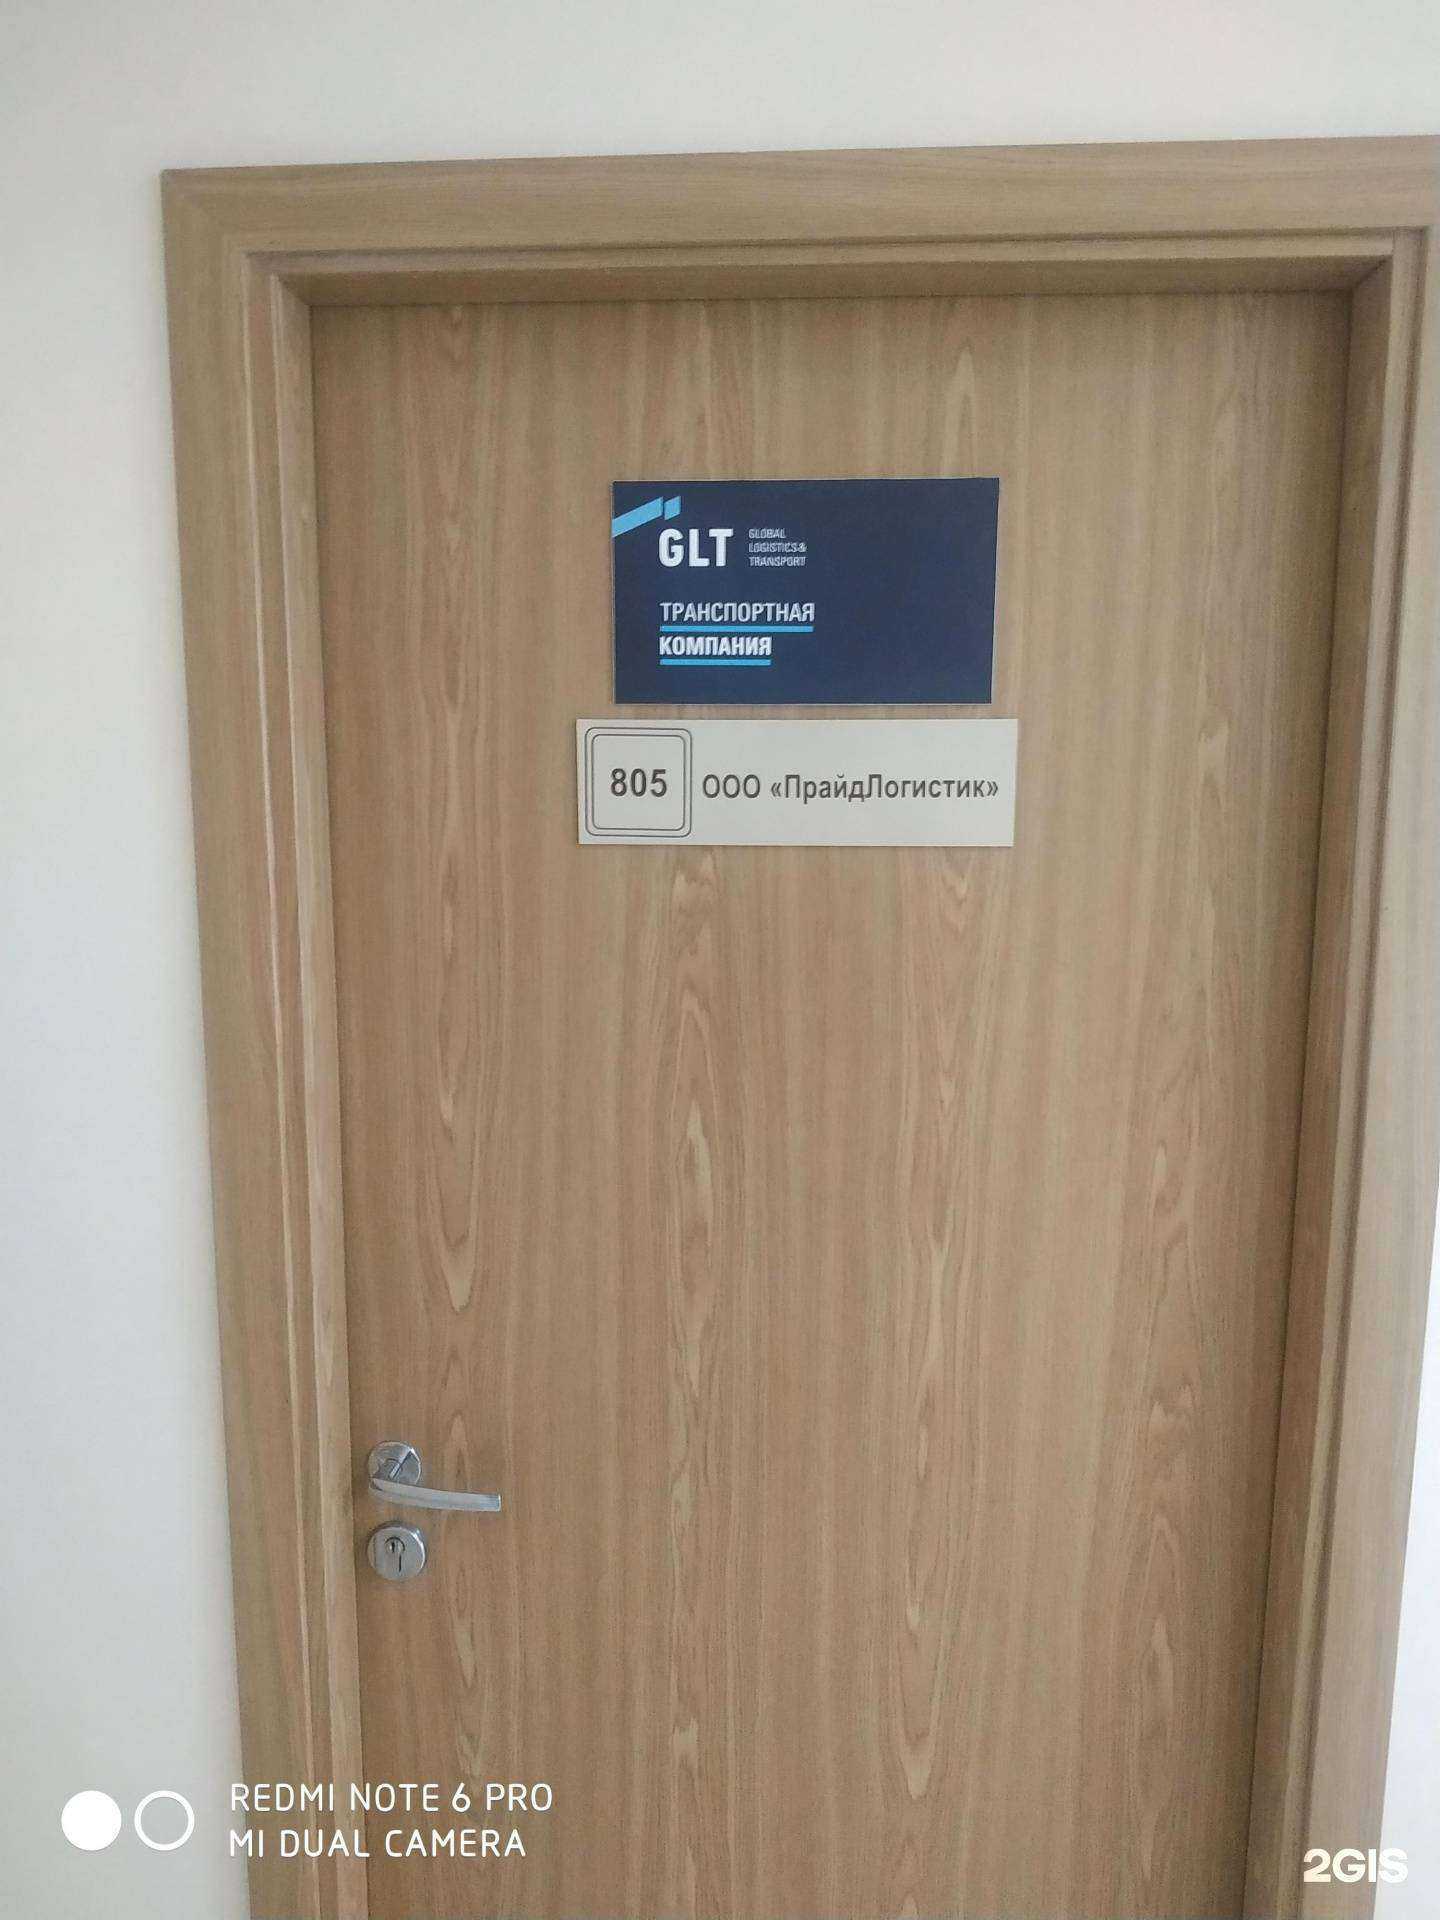 GLT
GLOBAL
LOGISTICS&
TRANSPORT
ТРАНСПОРТНАЯ
КОМПАНИЯ
805
ООО «ПрайдЛогистик»
REDMI NOTE 6 PRO
MI DUAL CAMERA
2GIS